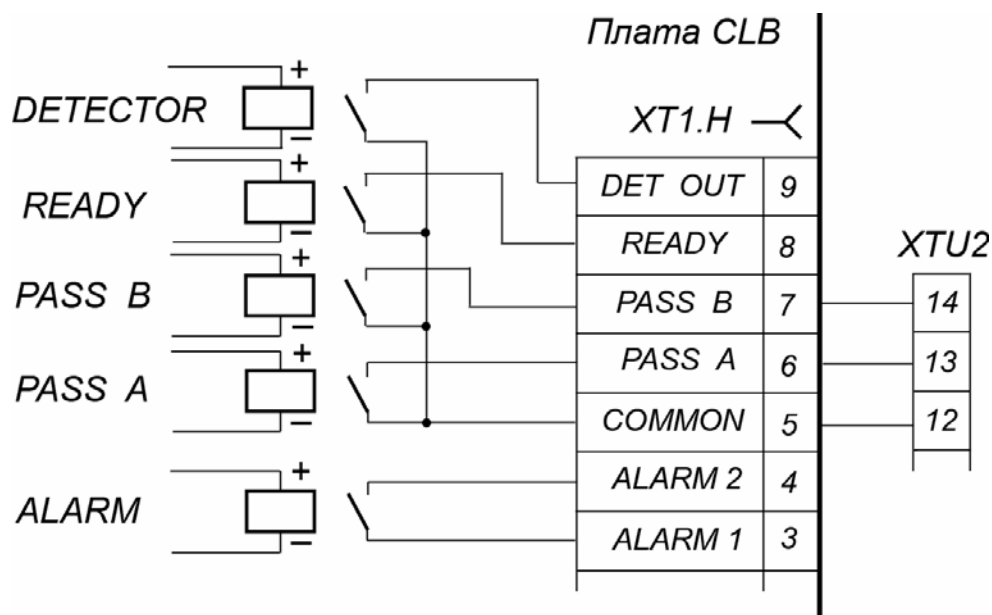 Плата CLB
XT1.H
DETECTOR + −
READY + −
PASS B + −
PASS A + −
ALARM + −
DET OUT 9
READY 8
PASS B 7
PASS A 6
COMMON 5
ALARM 2 4
ALARM 1 3
XTU2
14
13
12